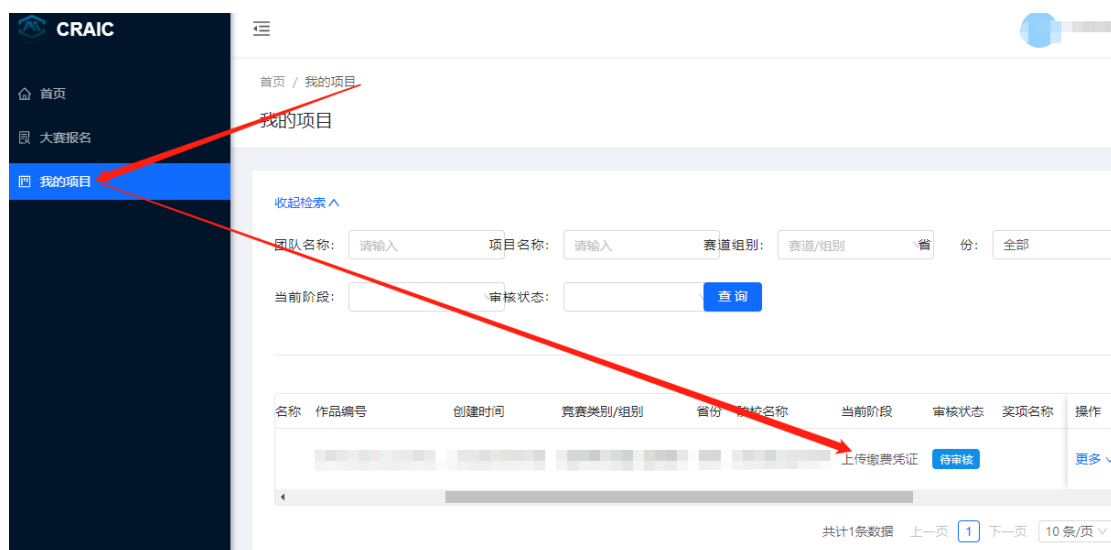 CRAIC
首页 / 我的项目
首页
我的项目
大赛报名
我的项目
收起检索
团队名称: 请输入 项目名称: 请输入 赛道组别: 赛道/组别 省 份: 全部
当前阶段: 审核状态: 查 询
名称 作品编号 创建时间 竞赛类别/组别 省份 院校名称 当前阶段 审核状态 奖项名称 操作
上传缴费凭证 待审核 更多
共计1条数据 上一页 1 下一页 10 条/页